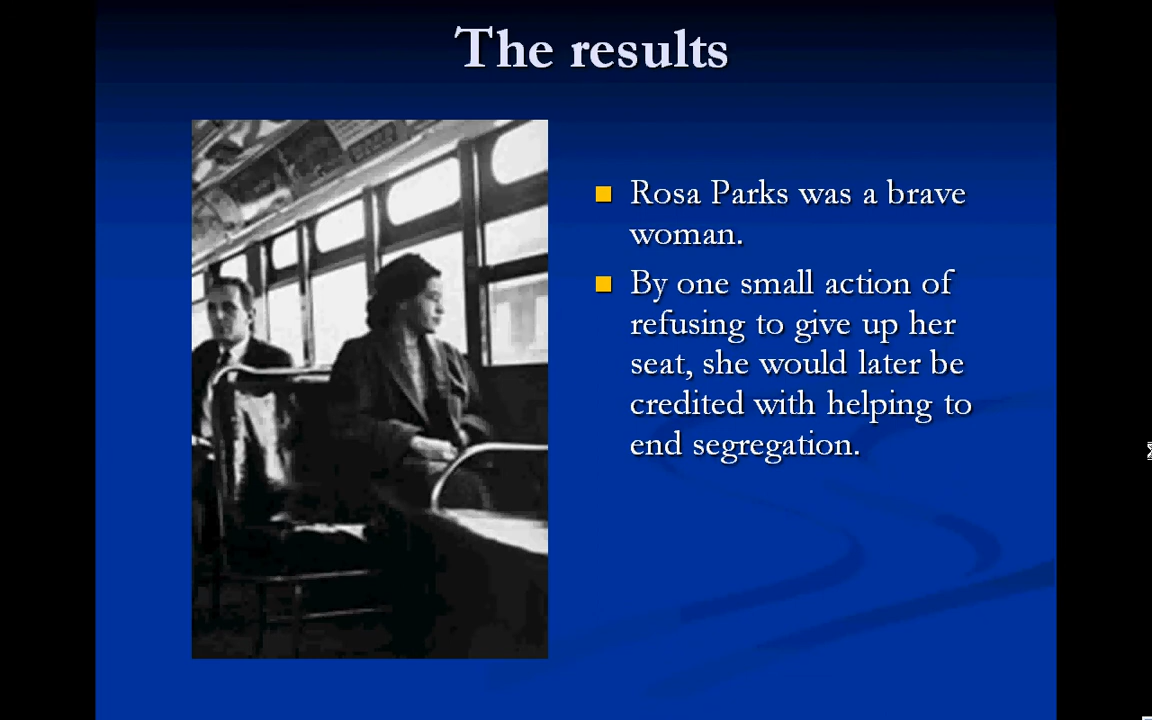 The results
Rosa Parks was a brave
woman.
By one small action of
refusing to give up her
seat, she would later be
credited with helping to
end segregation.